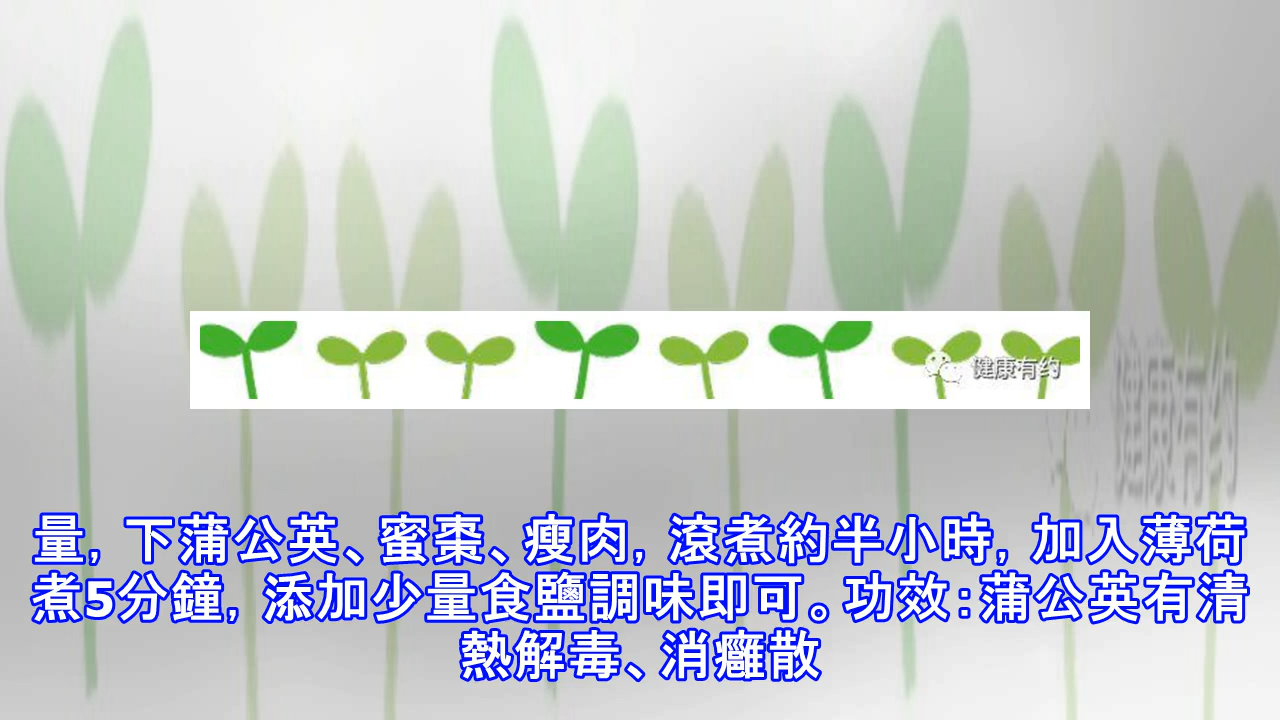 健康有约
健康有约
量, 下蒲公英、蜜棗、瘦肉, 滾煮約半小時, 加入薄荷
煮5分鐘, 添加少量食鹽調味即可。功效:蒲公英有清
熱解毒、消癰散